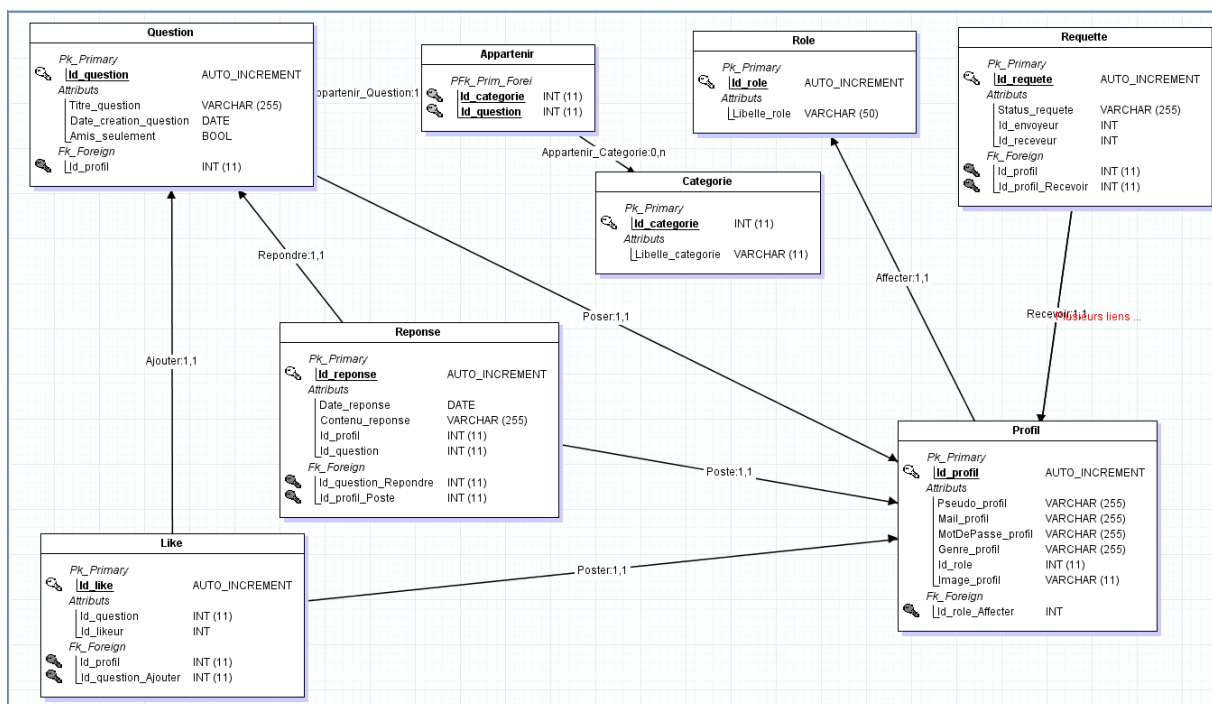 Question
Pk_Primary
Id_question AUTO_INCREMENT
Attributs
Titre_question VARCHAR (255)
Date_creation_question DATE
Amis_seulement BOOL
Fk_Foreign
Id_profil INT (11)
Appartenir_Question:1
Appartenir
PFk_Prim_Forei
Id_categorie INT (11)
Id_question INT (11)
Appartenir_Categorie:0,n
Role
Pk_Primary
Id_role AUTO_INCREMENT
Attributs
Libelle_role VARCHAR (50)
Requette
Pk_Primary
Id_requete AUTO_INCREMENT
Attributs
Status_requete VARCHAR (255)
Id_envoyeur INT
Id_receveur INT
Fk_Foreign
Id_profil INT (11)
Id_profil_Recevoir INT (11)
Categorie
Pk_Primary
Id_categorie INT (11)
Attributs
Libelle_categorie VARCHAR (11)
Repondre:1,1
Affecter:1,1
Poser:1,1
Recevoir:1,1
Plusieurs liens ...
Ajouter:1,1
Reponse
Pk_Primary
Id_reponse AUTO_INCREMENT
Attributs
Date_reponse DATE
Contenu_reponse VARCHAR (255)
Id_profil INT (11)
Id_question INT (11)
Fk_Foreign
Id_question_Repondre INT (11)
Id_profil_Poste INT (11)
Poste:1,1
Profil
Pk_Primary
Id_profil AUTO_INCREMENT
Attributs
Pseudo_profil VARCHAR (255)
Mail_profil VARCHAR (255)
MotDePasse_profil VARCHAR (255)
Genre_profil VARCHAR (255)
Id_role INT (11)
Image_profil VARCHAR (11)
Fk_Foreign
Id_role_Affecter INT
Like
Pk_Primary
Id_like AUTO_INCREMENT
Attributs
Id_question INT (11)
Id_likeur INT
Fk_Foreign
Id_profil INT (11)
Id_question_Ajouter INT (11)
Poster:1,1